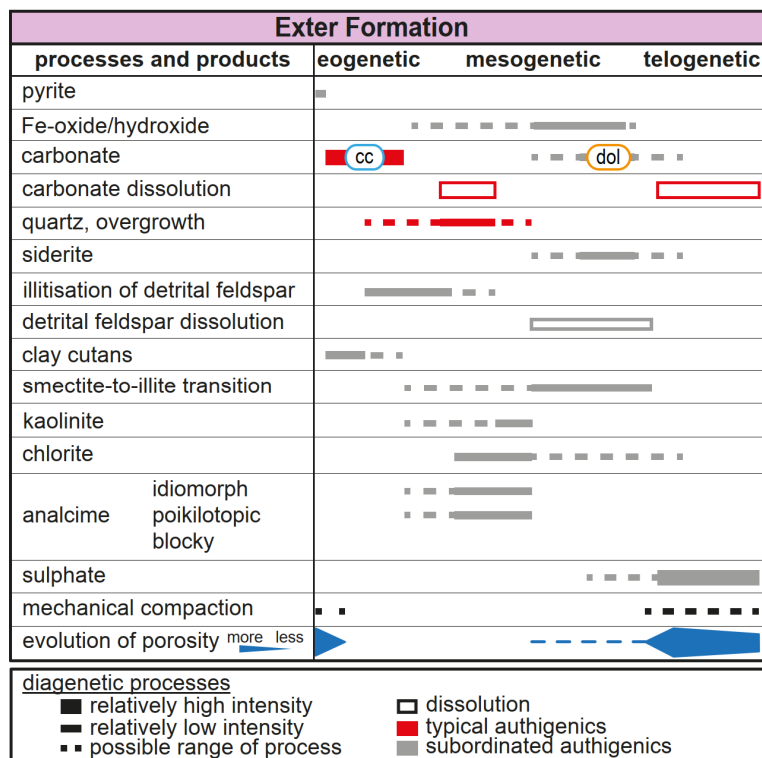 Exter Formation
processes and products eogenetic mesogenetic telogenetic
pyrite
Fe-oxide/hydroxide
carbonate cc dol
carbonate dissolution
quartz, overgrowth
siderite
illitisation of detrital feldspar
detrital feldspar dissolution
clay cutans
smectite-to-illite transition
kaolinite
chlorite
idiomorph
analcime poikilotopic
blocky
sulphate
mechanical compaction
evolution of porosity more less
diagenetic processes
relatively high intensity dissolution
relatively low intensity typical authigenics
possible range of process subordinated authigenics